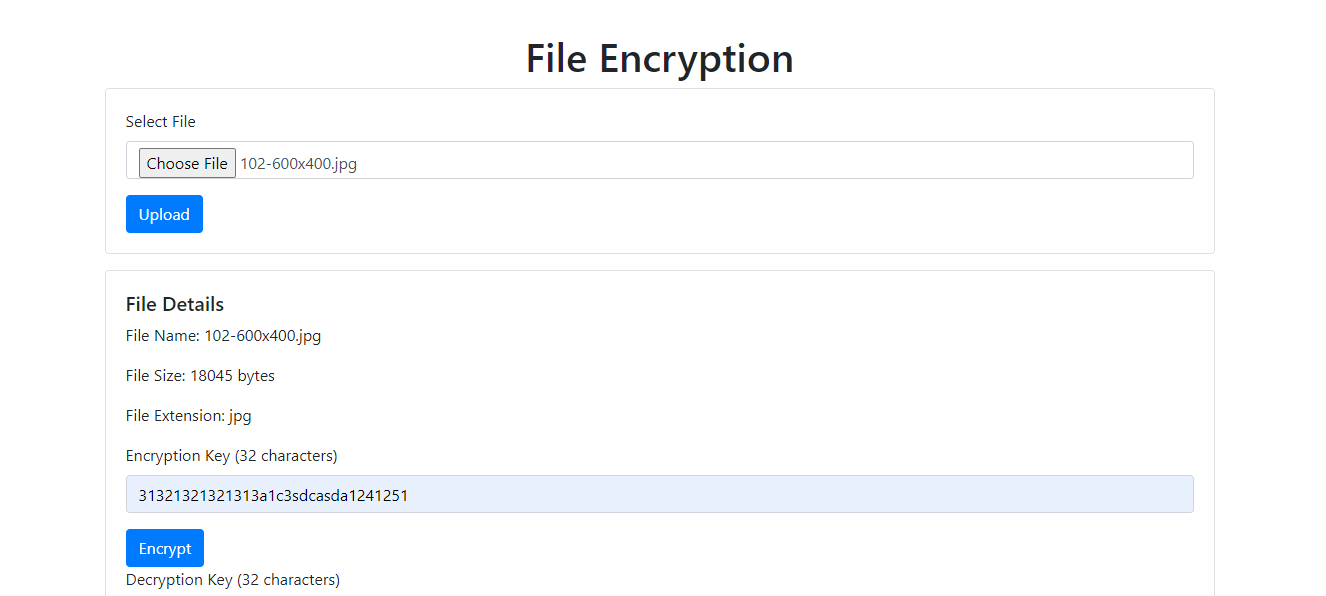 File Encryption
Select File
Choose File 102-600x400.jpg
Upload
File Details
File Name: 102-600x400.jpg
File Size: 18045 bytes
File Extension: jpg
Encryption Key (32 characters)
31321321321313a1c3sdcasda1241251
Encrypt
Decryption Key (32 characters)